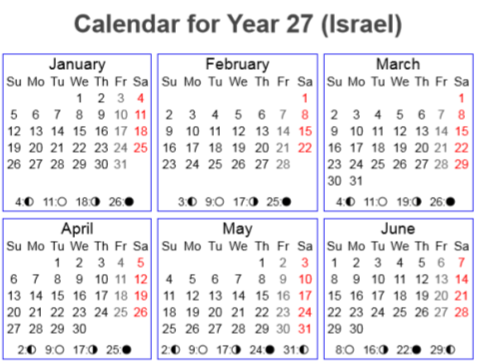 Calendar for Year 27 (Israel)
January
Su Mo Tu We Th Fr Sa
1 2 3 4
5 6 7 8 9 10 11
12 13 14 15 16 17 18
19 20 21 22 23 24 25
26 27 28 29 30 31
4:◐ 11:○ 18:◑ 26:●
February
Su Mo Tu We Th Fr Sa
1
2 3 4 5 6 7 8
9 10 11 12 13 14 15
16 17 18 19 20 21 22
23 24 25 26 27 28
3:◐ 9:○ 17:◑ 25:●
March
Su Mo Tu We Th Fr Sa
1
2 3 4 5 6 7 8
9 10 11 12 13 14 15
16 17 18 19 20 21 22
23 24 25 26 27 28 29
30 31
4:◐ 11:○ 19:◑ 26:●
April
Su Mo Tu We Th Fr Sa
1 2 3 4 5
6 7 8 9 10 11 12
13 14 15 16 17 18 19
20 21 22 23 24 25 26
27 28 29 30
2:◐ 9:○ 17:◑ 25:●
May
Su Mo Tu We Th Fr Sa
1 2 3
4 5 6 7 8 9 10
11 12 13 14 15 16 17
18 19 20 21 22 23 24
25 26 27 28 29 30 31
2:◐ 9:○ 17:◑ 24:● 31:◐
June
Su Mo Tu We Th Fr Sa
1 2 3 4 5 6 7
8 9 10 11 12 13 14
15 16 17 18 19 20 21
22 23 24 25 26 27 28
29 30
8:○ 16:◑ 22:● 29:◐